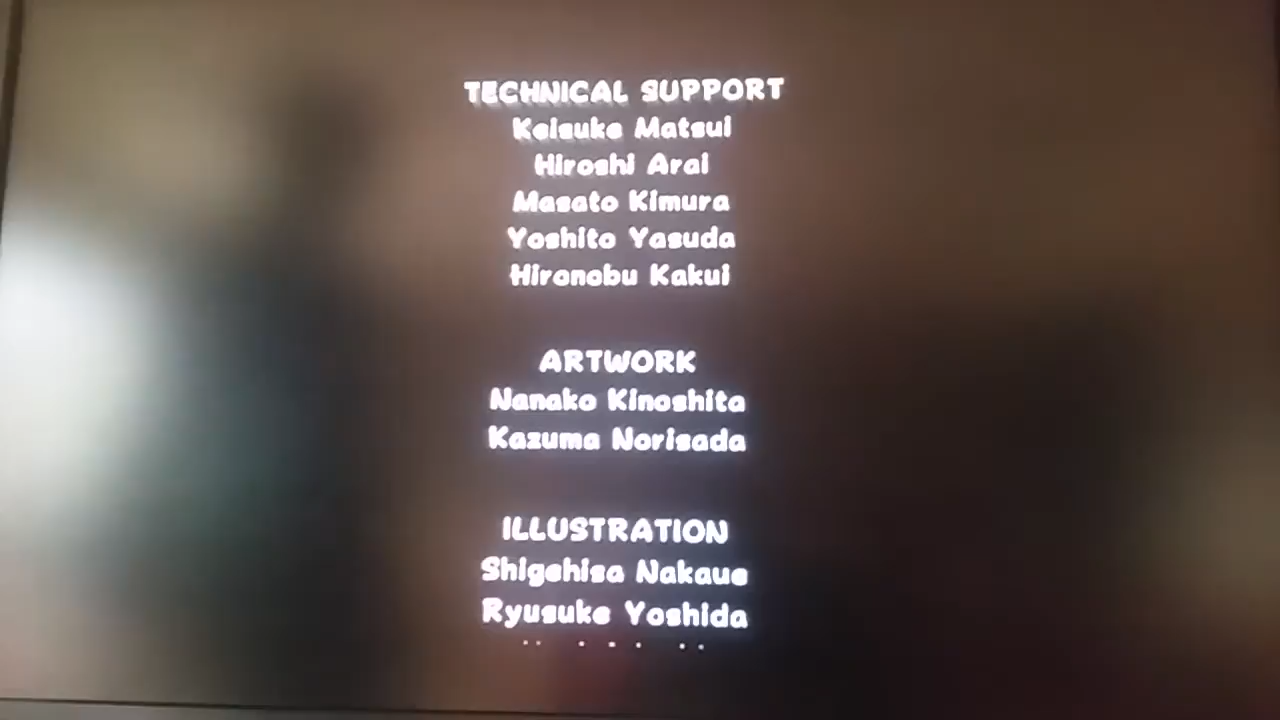 TECHNICAL SUPPORT
Keisuke Matsui
Hiroshi Arai
Masato Kimura
Yoshito Yasuda
Hironobu Kakui
ARTWORK
Nanako Kinoshita
Kazuma Norisada
ILLUSTRATION
Shigehisa Nakaue
Ryusuke Yoshida